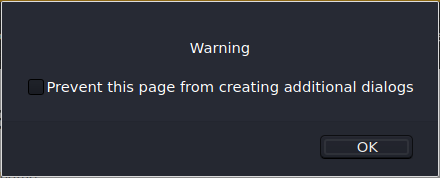 Warning
Prevent this page from creating additional dialogs
OK